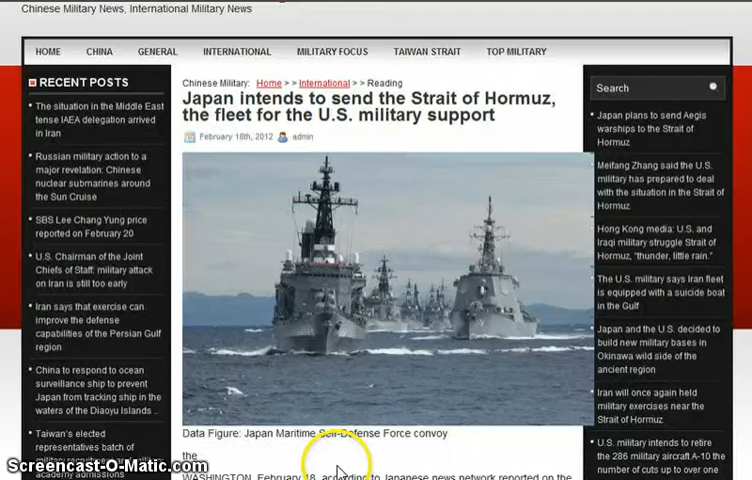 Chinese Military News, International Military News
HOME CHINA GENERAL INTERNATIONAL MILITARY FOCUS TAIWAN STRAIT TOP MILITARY
RECENT POSTS
The situation in the Middle East
tense IAEA delegation arrived
in Iran
Russian military action to a
major revelation: Chinese
nuclear submarines around
the Sun Cruise
SBS Lee Chang Yung price
reported on February 20
U.S. Chairman of the Joint
Chiefs of Staff: military attack
on Iran is still too early
Iran says that exercise can
improve the defense
capabilities of the Persian Gulf
region
China to respond to ocean
surveillance ship to prevent
Japan from tracking ship in the
waters of the Diaoyu Islands ..
Taiwan's elected
representatives batch of
military
academy admissions
Chinese Military: Home > > International > > Reading
Japan intends to send the Strait of Hormuz,
the fleet for the U.S. military support
February 18th, 2012 admin
Data Figure: Japan Maritime Self-Defense Force convoy
the
WASHINGTON, February 18, according to Japanese news network reported on the
Search
Japan plans to send Aegis
warships to the Strait of
Hormuz
Meifang Zhang said the U.S.
military has prepared to deal
with the situation in the Strait of
Hormuz
Hong Kong media: U.S. and
Iraqi military struggle Strait of
Hormuz, "thunder, little rain."
The U.S. military says Iran fleet
is equipped with a suicide boat
in the Gulf
Japan and the U.S. decided to
build new military bases in
Okinawa wild side of the
ancient region
Iran will once again held
military exercises near the
Strait of Hormuz
U.S. military intends to retire
the 286 military aircraft A-10 the
number of cuts up to over one
Screencast-O-Matic.com